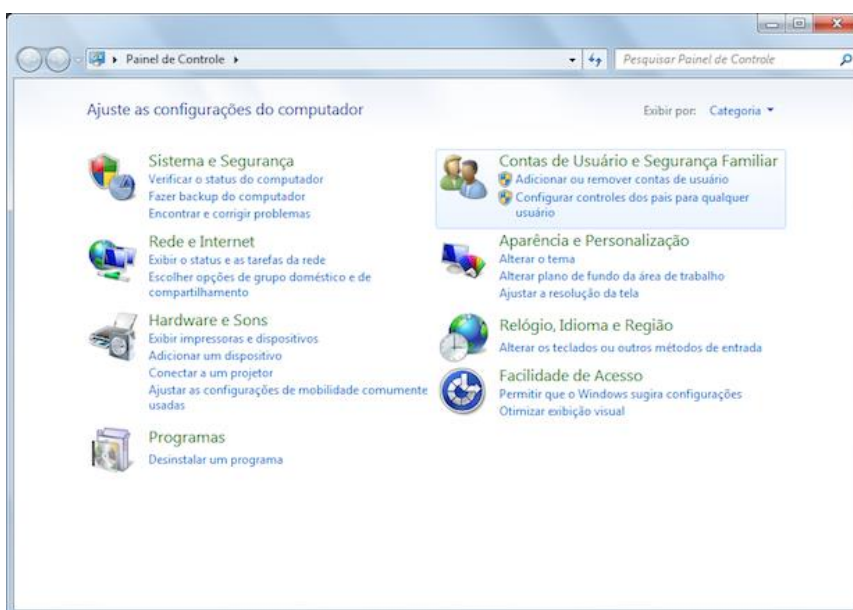 Painel de Controle
Pesquisar Painel de Controle
Ajuste as configurações do computador
Exibir por: Categoria
Sistema e Segurança
Verificar o status do computador
Fazer backup do computador
Encontrar e corrigir problemas
Rede e Internet
Exibir o status e as tarefas da rede
Escolher opções de grupo doméstico e de
compartilhamento
Hardware e Sons
Exibir impressoras e dispositivos
Adicionar um dispositivo
Conectar a um projetor
Ajustar as configurações de mobilidade comumente
usadas
Programas
Desinstalar um programa
Contas de Usuário e Segurança Familiar
Adicionar ou remover contas de usuário
Configurar controles dos pais para qualquer
usuário
Aparência e Personalização
Alterar o tema
Alterar plano de fundo da área de trabalho
Ajustar a resolução da tela
Relógio, Idioma e Região
Alterar os teclados ou outros métodos de entrada
Facilidade de Acesso
Permitir que o Windows sugira configurações
Otimizar exibição visual